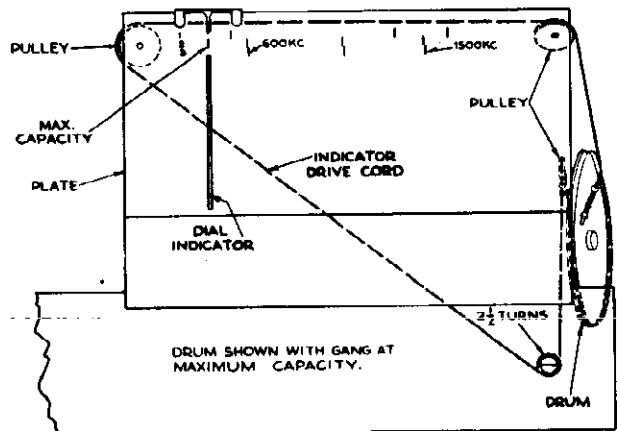 PULLEY
600KC
1500KC
PULLEY
MAX.
CAPACITY
PLATE
INDICATOR
DRIVE CORD
DIAL
INDICATOR
2½ TURNS
DRUM SHOWN WITH GANG AT
MAXIMUM CAPACITY.
DRUM